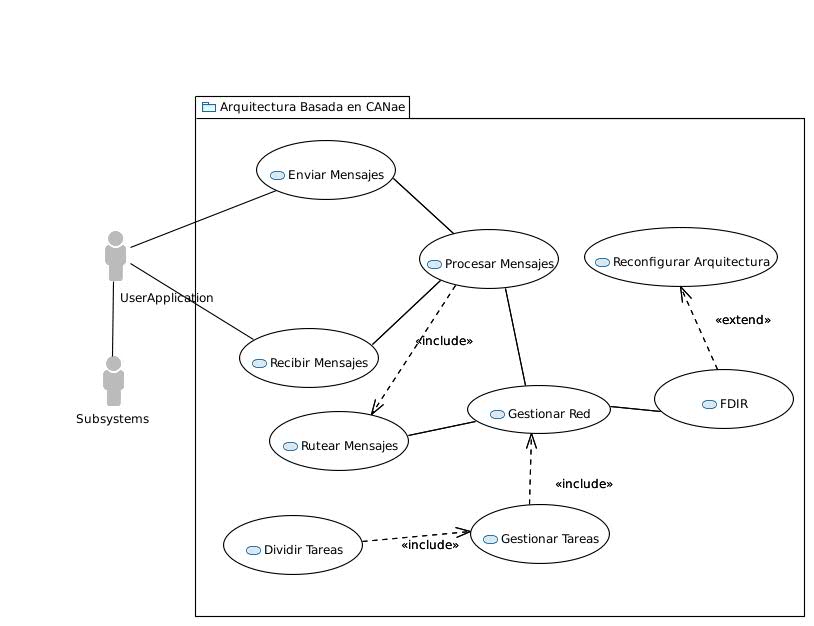 Arquitectura Basada en CANae
Enviar Mensajes
Procesar Mensajes
Reconfigurar Arquitectura
UserApplication
«extend»
«include»
Recibir Mensajes
Subsystems
FDIR
Gestionar Red
Rutear Mensajes
«include»
Gestionar Tareas
Dividir Tareas
«include»